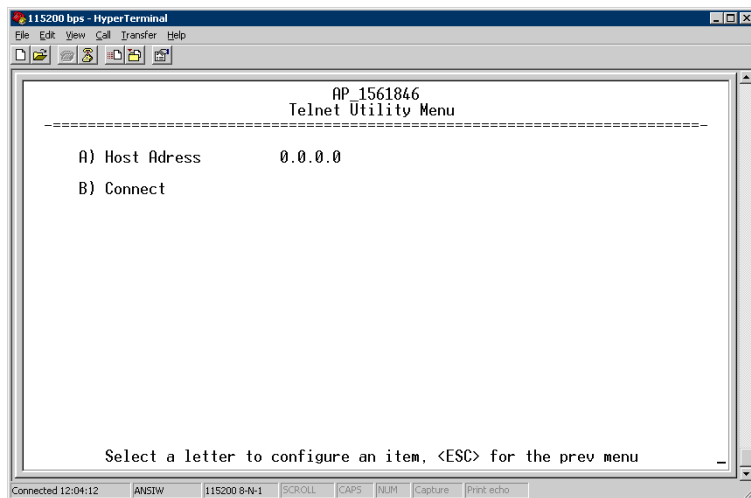 115200 bps - HyperTerminal
File Edit View Call Transfer Help
AP_1561846
Telnet Utility Menu
-==========================================================================-
A) Host Adress 0.0.0.0
B) Connect
Select a letter to configure an item, <ESC> for the prev menu _
Connected 12:04:12 ANSIW 115200 8-N-1 SCROLL CAPS NUM Capture Print echo